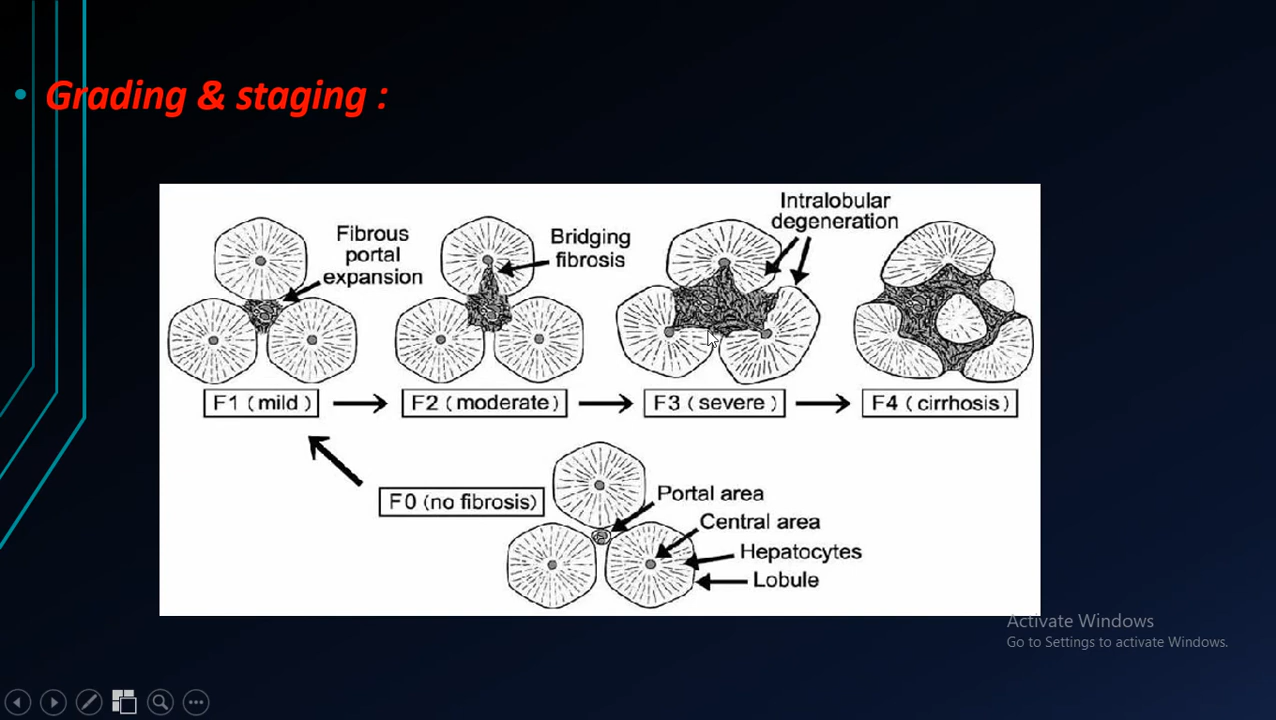 • Grading & staging :
Intralobular
degeneration
Fibrous
portal
expansion
Bridging
fibrosis
F1 (mild)
F2 (moderate)
F3 (severe)
F4 (cirrhosis)
F0 (no fibrosis)
Portal area
Central area
Hepatocytes
Lobule
Activate Windows
Go to Settings to activate Windows.